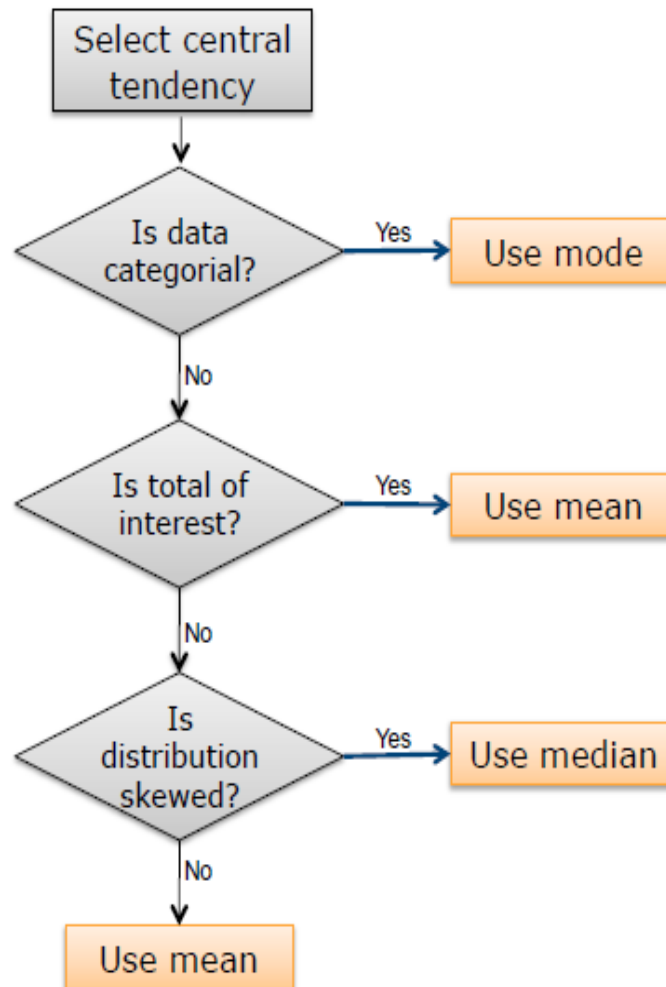 Select central
tendency
Is data
categorial?
Yes
Use mode
No
Is total of
interest?
Yes
Use mean
No
Is
distribution
skewed?
Yes
Use median
No
Use mean